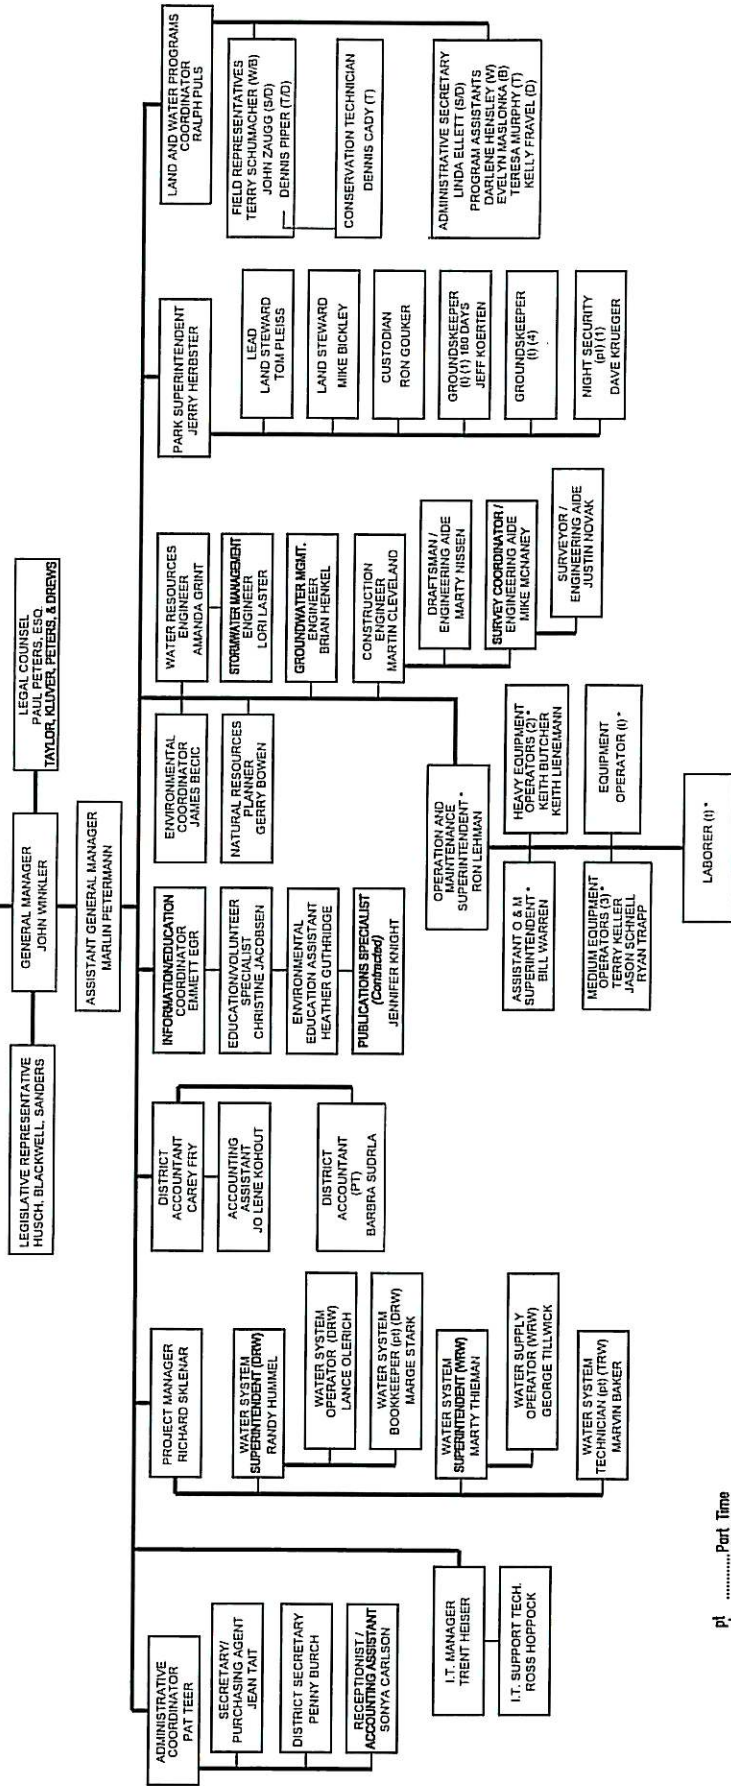 LEGISLATIVE REPRESENTATIVE
HUSCH, BLACKWELL, SANDERS
GENERAL MANAGER
JOHN WINKLER
LEGAL COUNSEL
PAUL PETERS, ESQ.
TAYLOR, KLUVER, PETERS, & DREWS
ASSISTANT GENERAL MANAGER
MARLIN PETERMANN
ADMINISTRATIVE
COORDINATOR
PAT TEER
SECRETARY/
PURCHASING AGENT
JEAN TAIT
DISTRICT SECRETARY
PENNY BURCH
RECEPTIONIST /
ACCOUNTING ASSISTANT
SONYA CARLSON
I.T. MANAGER
TRENT HEISER
I.T. SUPPORT TECH.
ROSS HOPPOCK
PROJECT MANAGER
RICHARD SKLENAR
WATER SYSTEM
SUPERINTENDENT (DRW)
RANDY HUMMEL
WATER SYSTEM
OPERATOR (DRW)
LANCE OLERICH
WATER SYSTEM
BOOKKEEPER (pt) (DRW)
MARGE STARK
WATER SYSTEM
SUPERINTENDENT (WRW)
MARTY THIEMAN
WATER SUPPLY
OPERATOR (WRW)
GEORGE TILLWICK
WATER SYSTEM
TECHNICIAN (pt) (TRW)
MARVIN BAKER
DISTRICT
ACCOUNTANT
CAREY FRY
ACCOUNTING
ASSISTANT
JO LENE KOHOUT
DISTRICT
ACCOUNTANT
(PT)
BARBRA SUDRLA
INFORMATION/EDUCATION
COORDINATOR
EMMETT EGR
EDUCATION/VOLUNTEER
SPECIALIST
CHRISTINE JACOBSEN
ENVIRONMENTAL
EDUCATION ASSISTANT
HEATHER GUTHRIDGE
PUBLICATIONS SPECIALIST
(Contracted)
JENNIFER KNIGHT
ENVIRONMENTAL
COORDINATOR
JAMES BECIC
NATURAL RESOURCES
PLANNER
GERRY BOWEN
WATER RESOURCES
ENGINEER
AMANDA GRINT
STORMWATER MANAGEMENT
ENGINEER
LORI LASTER
GROUNDWATER MGMT.
ENGINEER
BRIAN HENKEL
CONSTRUCTION
ENGINEER
MARTIN CLEVELAND
DRAFTSMAN /
ENGINEERING AIDE
MARTY NISSEN
SURVEY COORDINATOR /
ENGINEERING AIDE
MIKE MCNANEY
SURVEYOR /
ENGINEERING AIDE
JUSTIN NOVAK
OPERATION AND
MAINTENANCE
SUPERINTENDENT *
RON LEHMAN
ASSISTANT O & M
SUPERINTENDENT *
BILL WARREN
HEAVY EQUIPMENT
OPERATORS (2) *
KEITH BUTCHER
KEITH LIENEMANN
MEDIUM EQUIPMENT
OPERATORS (3) *
TERRY KELLER
JASON SCHNELL
RYAN TRAPP
EQUIPMENT
OPERATOR (t) *
LABORER (t) *
PARK SUPERINTENDENT
JERRY HERBSTER
LEAD
LAND STEWARD
TOM PLEISS
LAND STEWARD
MIKE BICKLEY
CUSTODIAN
RON GOUKER
GROUNDSKEEPER
(t) (1) 180 DAYS
JEFF KOERTEN
GROUNDSKEEPER
(t) (4)
NIGHT SECURITY
(pt) (1)
DAVE KRUEGER
LAND AND WATER PROGRAMS
COORDINATOR
RALPH PULS
FIELD REPRESENTATIVES
TERRY SCHUMACHER (W/B)
JOHN ZAUGG (S/D)
DENNIS PIPER (T/D)
CONSERVATION TECHNICIAN
DENNIS CADY (T)
ADMINISTRATIVE SECRETARY
LINDA ELLETT (S/D)
PROGRAM ASSISTANTS
DARLENE HENSLEY (W)
EVELYN MASLONKA (B)
TERESA MURPHY (T)
KELLY FRAVEL (D)
pt ............Part Time